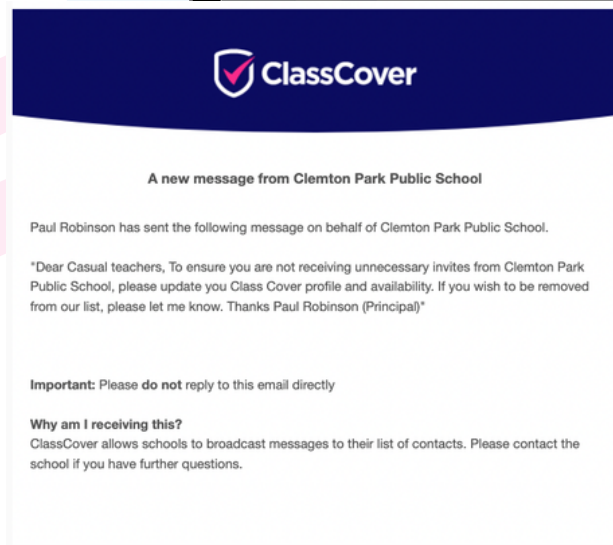 ClassCover
A new message from Clemton Park Public School
Paul Robinson has sent the following message on behalf of Clemton Park Public School.
"Dear Casual teachers, To ensure you are not receiving unnecessary invites from Clemton Park
Public School, please update you Class Cover profile and availability. If you wish to be removed
from our list, please let me know. Thanks Paul Robinson (Principal)"
Important: Please do not reply to this email directly
Why am I receiving this?
ClassCover allows schools to broadcast messages to their list of contacts. Please contact the
school if you have further questions.